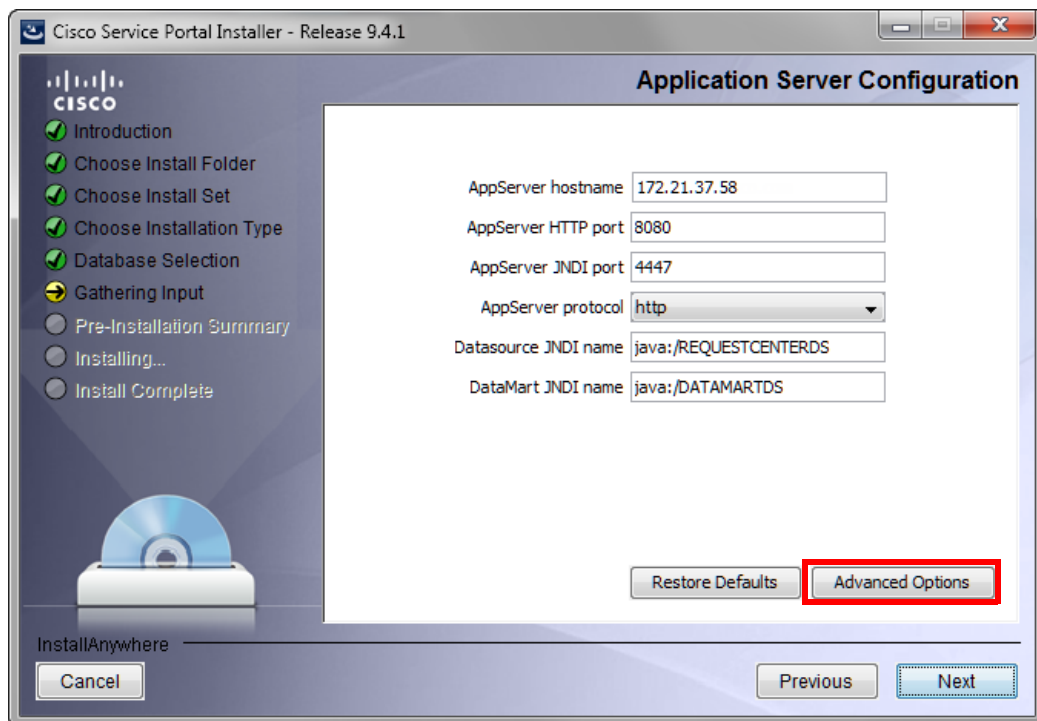 Cisco Service Portal Installer - Release 9.4.1
CISCO
Application Server Configuration
Introduction
Choose Install Folder
Choose Install Set
Choose Installation Type
Database Selection
Gathering Input
Pre-Installation Summary
Installing...
Install Complete
AppServer hostname 172.21.37.58
AppServer HTTP port 8080
AppServer JNDI port 4447
AppServer protocol http
Datasource JNDI name java:/REQUESTCENTERDS
DataMart JNDI name java:/DATAMARTDS
Restore Defaults Advanced Options
InstallAnywhere
Cancel Previous Next